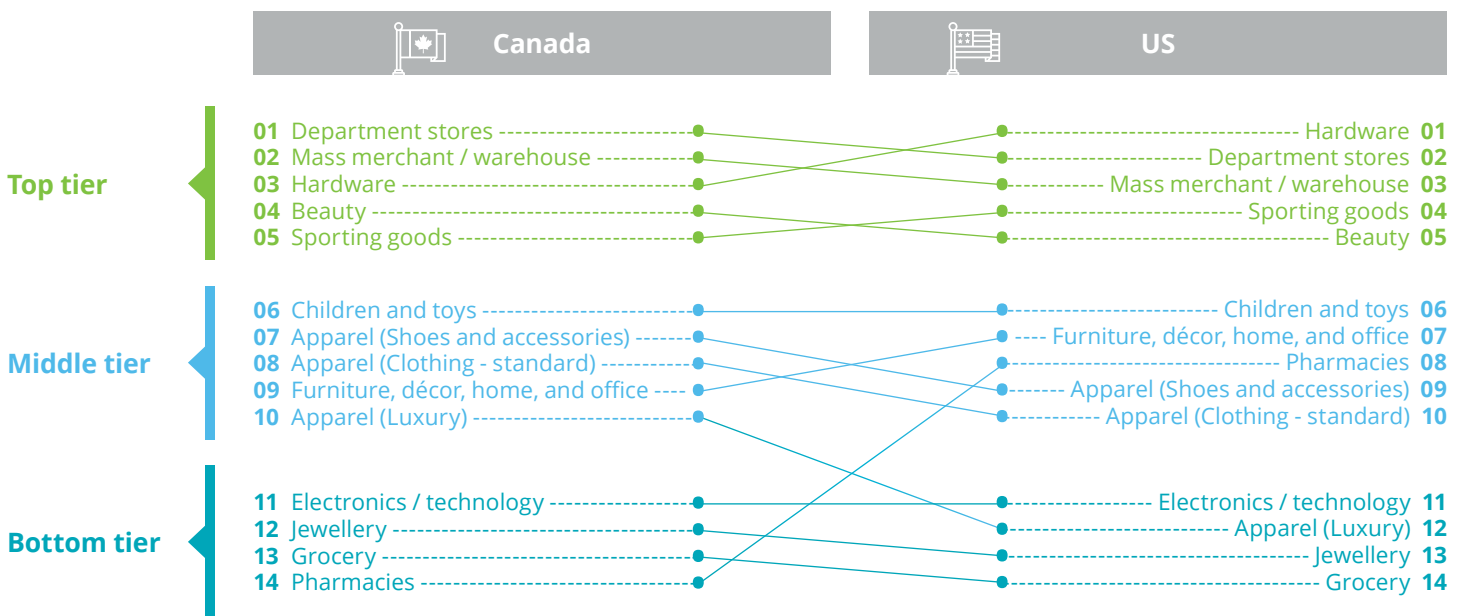 Canada US
Top tier
01 Department stores
02 Mass merchant / warehouse
03 Hardware
04 Beauty
05 Sporting goods
Hardware 01
Department stores 02
Mass merchant / warehouse 03
Sporting goods 04
Beauty 05
Middle tier
06 Children and toys
07 Apparel (Shoes and accessories)
08 Apparel (Clothing - standard)
09 Furniture, décor, home, and office
10 Apparel (Luxury)
Children and toys 06
Furniture, décor, home, and office 07
Pharmacies 08
Apparel (Shoes and accessories) 09
Apparel (Clothing - standard) 10
Bottom tier
11 Electronics / technology
12 Jewellery
13 Grocery
14 Pharmacies
Electronics / technology 11
Apparel (Luxury) 12
Jewellery 13
Grocery 14